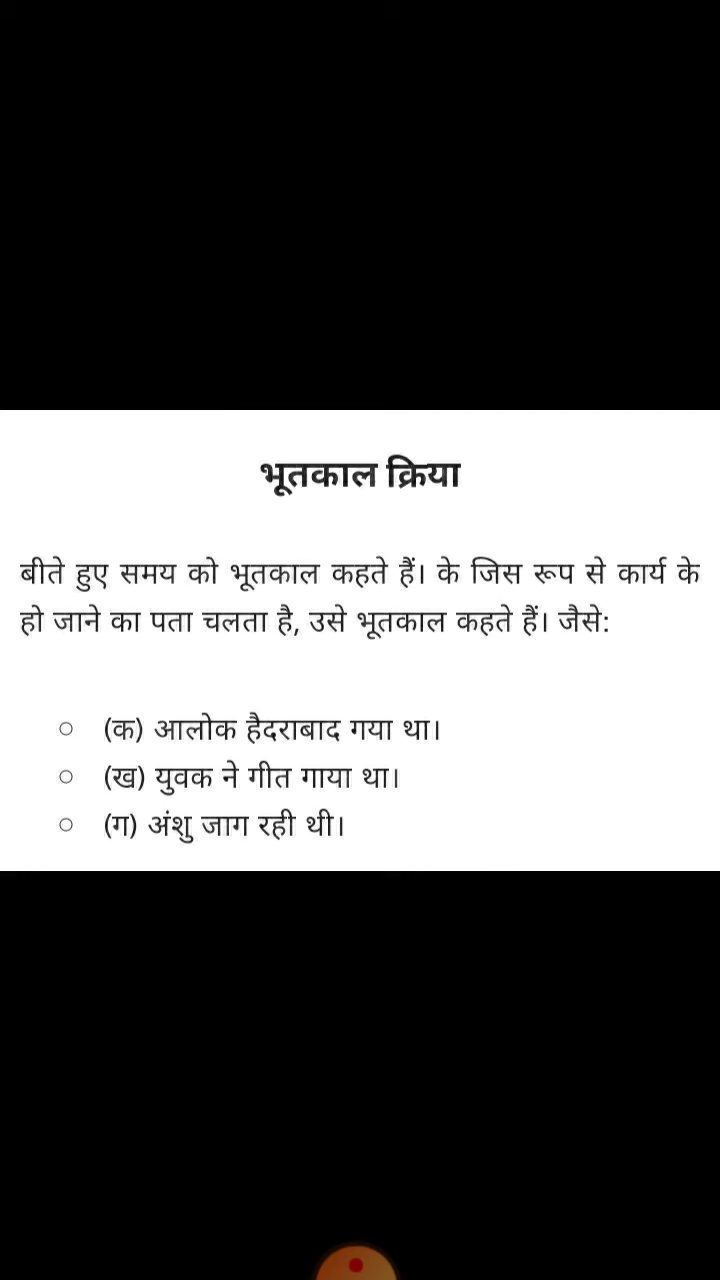 भूतकाल क्रिया
बीते हुए समय को भूतकाल कहते हैं। के जिस रूप से कार्य के
हो जाने का पता चलता है, उसे भूतकाल कहते हैं। जैसे:
(क) आलोक हैदराबाद गया था।
(ख) युवक ने गीत गाया था।
(ग) अंशु जाग रही थी।